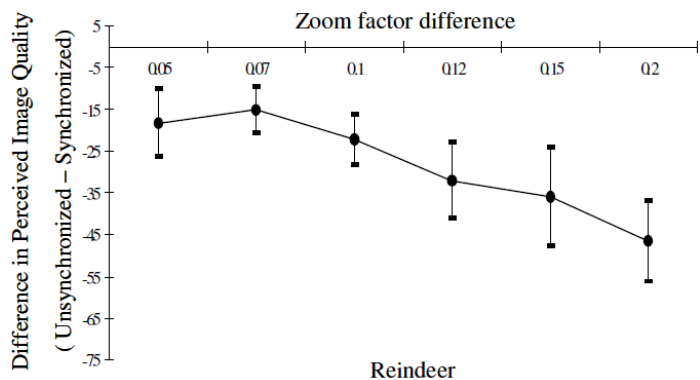 Zoom factor difference
Difference in Perceived Image Quality
( Unsynchronized – Synchronized)
5
-5
-15
-25
-35
-45
-55
-65
-75
0.05 0.07 0.1 0.12 0.15 0.2
Reindeer